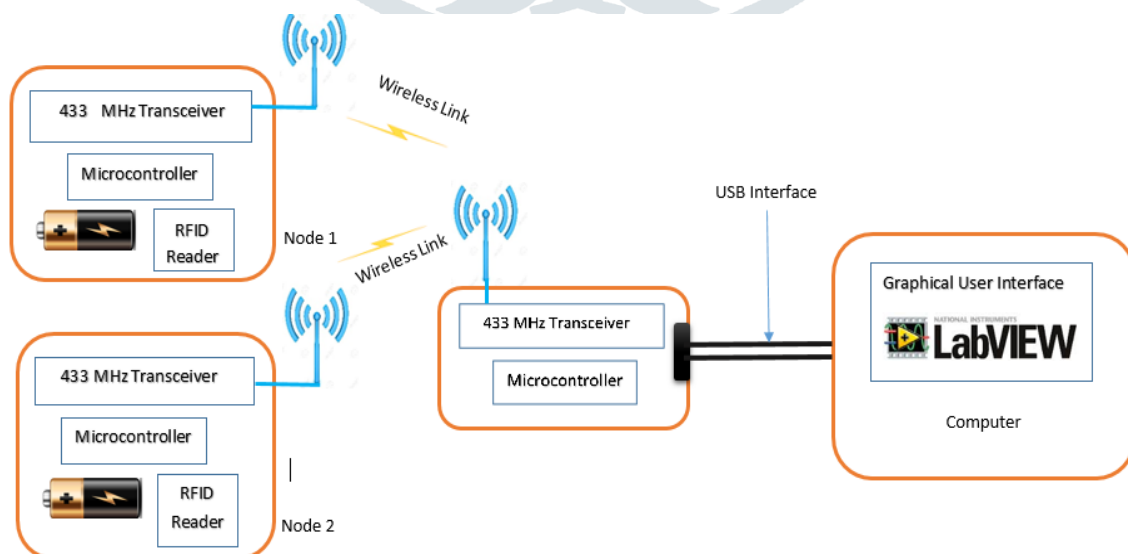 433 MHz Transceiver
Microcontroller
RFID
Reader
Node 1
Wireless Link
Wireless Link
433 MHz Transceiver
Microcontroller
RFID
Reader
Node 2
433 MHz Transceiver
Microcontroller
USB Interface
Graphical User Interface
NATIONAL INSTRUMENTS
LabVIEW
Computer